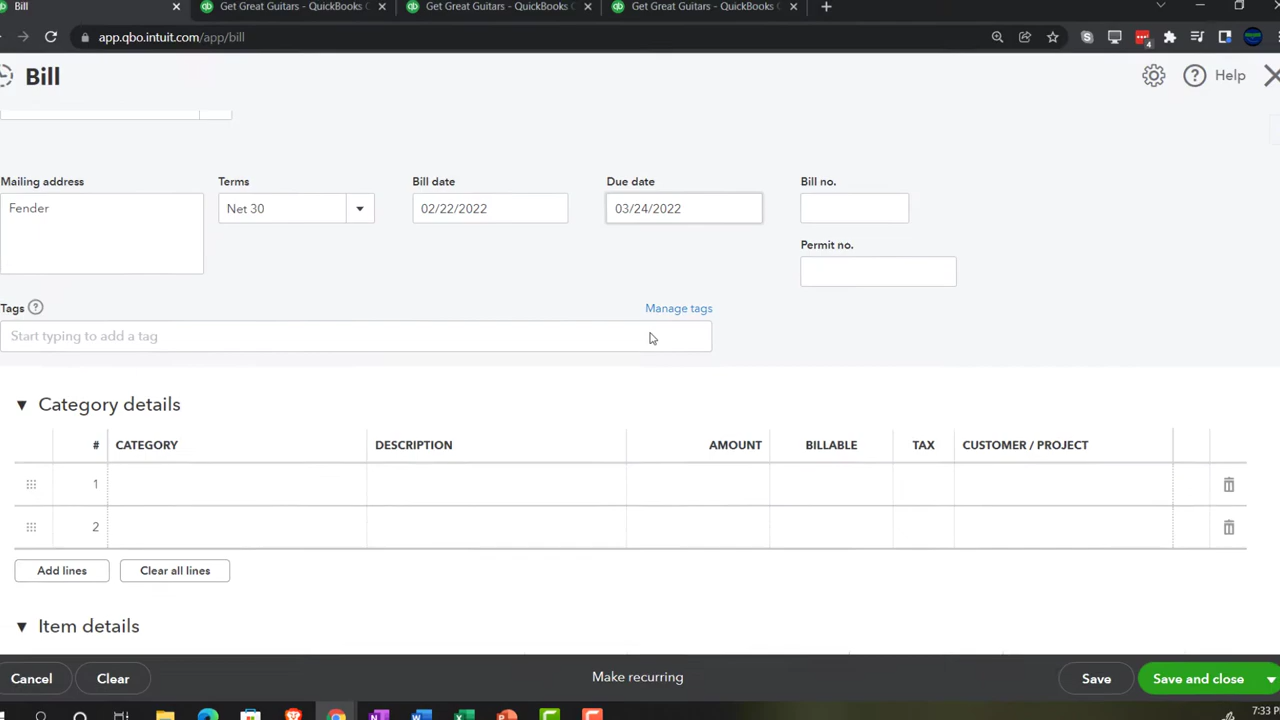 Bill
Get Great Guitars - QuickBooks
Get Great Guitars - QuickBooks
Get Great Guitars - QuickBooks
app.qbo.intuit.com/app/bill
4
Bill
Help
Mailing address
Terms
Bill date
Due date
Bill no.
Fender
Net 30
02/22/2022
03/24/2022
Permit no.
Tags
Manage tags
Start typing to add a tag
Category details
# CATEGORY DESCRIPTION AMOUNT BILLABLE TAX CUSTOMER / PROJECT
1
2
Add lines
Clear all lines
Item details
Cancel
Clear
Make recurring
Save
Save and close
7:33 P